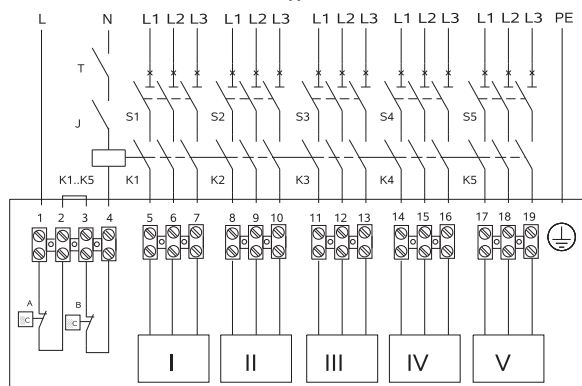 L N L1 L2 L3 L1 L2 L3 L1 L2 L3 L1 L2 L3 L1 L2 L3 PE
T
S1 S2 S3 S4 S5
J
K1..K5 K1 K2 K3 K4 K5
1 2 3 4 5 6 7 8 9 10 11 12 13 14 15 16 17 18 19
A B
I II III IV V